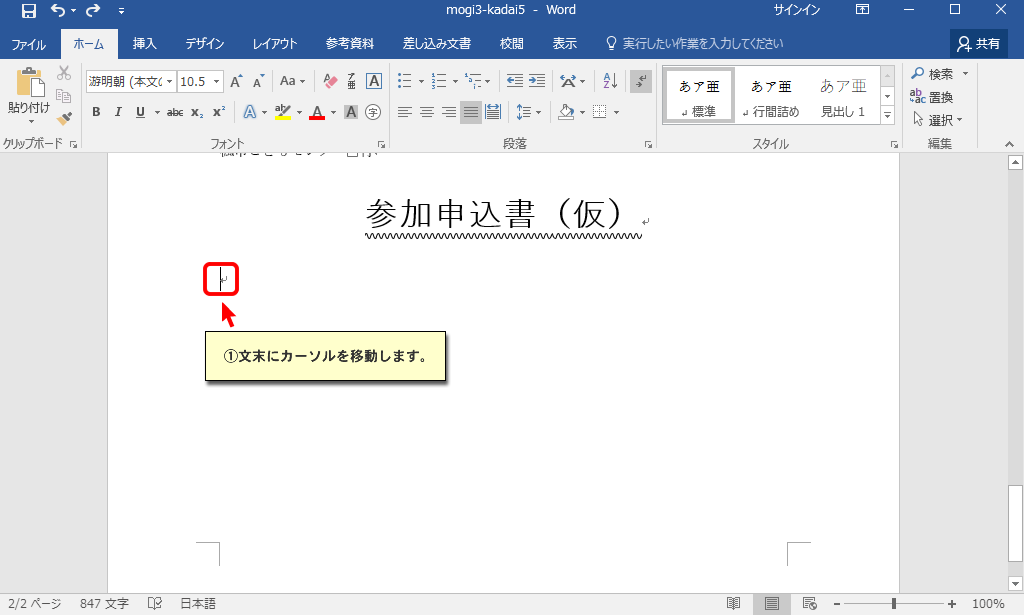 mogi3-kadai5 - Word
サインイン
ファイル ホーム 挿入 デザイン レイアウト 参考資料 差し込み文書 校閲 表示 実行したい作業を入力してください 共有
貼り付け
游明朝 (本文の 10.5 A A Aa A
B I U abc x₂ x² A A A 字
あア亜 あア亜 あア亜
標準 行間詰め 見出し 1
検索
置換
選択
クリップボード フォント 段落 スタイル 編集
参加申込書（仮）
①文末にカーソルを移動します。
2/2 ページ 847 文字 日本語 100%